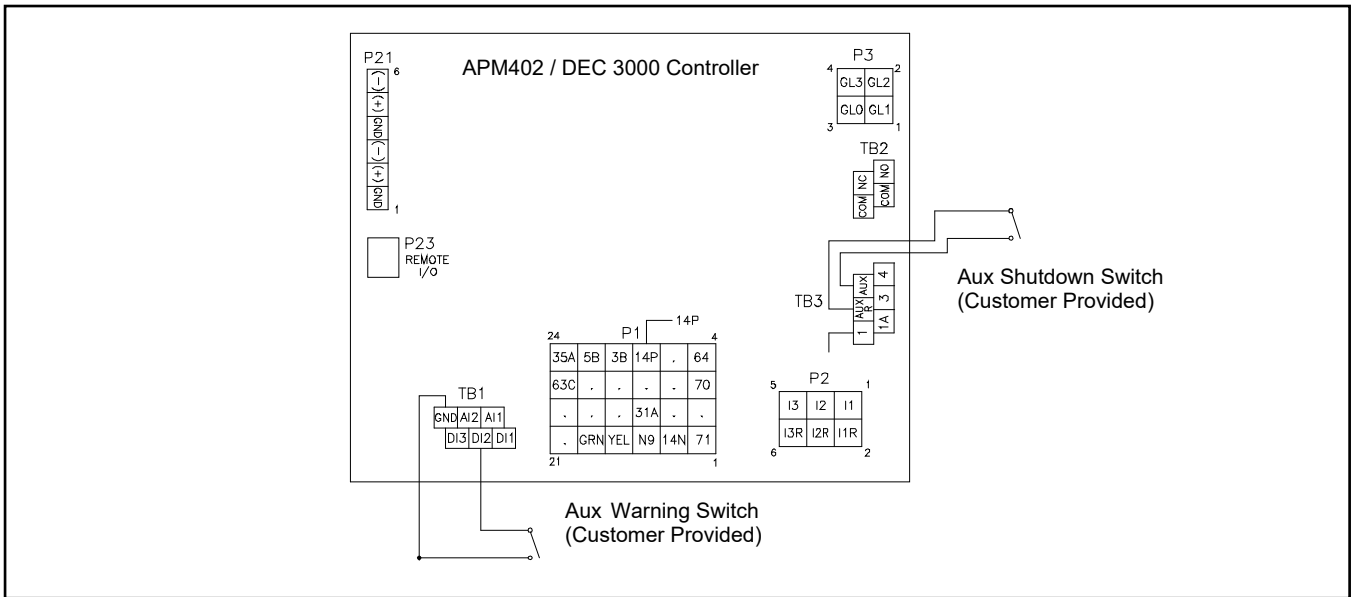 APM402 / DEC 3000 Controller
P21
6
(-)
(+)
GND
(-)
(+)
GND
1
P23
REMOTE
I/O
P3
4 2
GL3 GL2
GL0 GL1
3 1
TB2
NC NO
COM COM
TB3
AUX 4
AUX R 3
1 1A
Aux Shutdown Switch
(Customer Provided)
14P
P1
24 4
35A 5B 3B 14P . 64
63C . . . . 70
. . . 31A . .
. GRN YEL N9 14N 71
21 1
P2
5 1
I3 I2 I1
I3R I2R I1R
6 2
TB1
GND AI2 AI1
DI3 DI2 DI1
Aux Warning Switch
(Customer Provided)